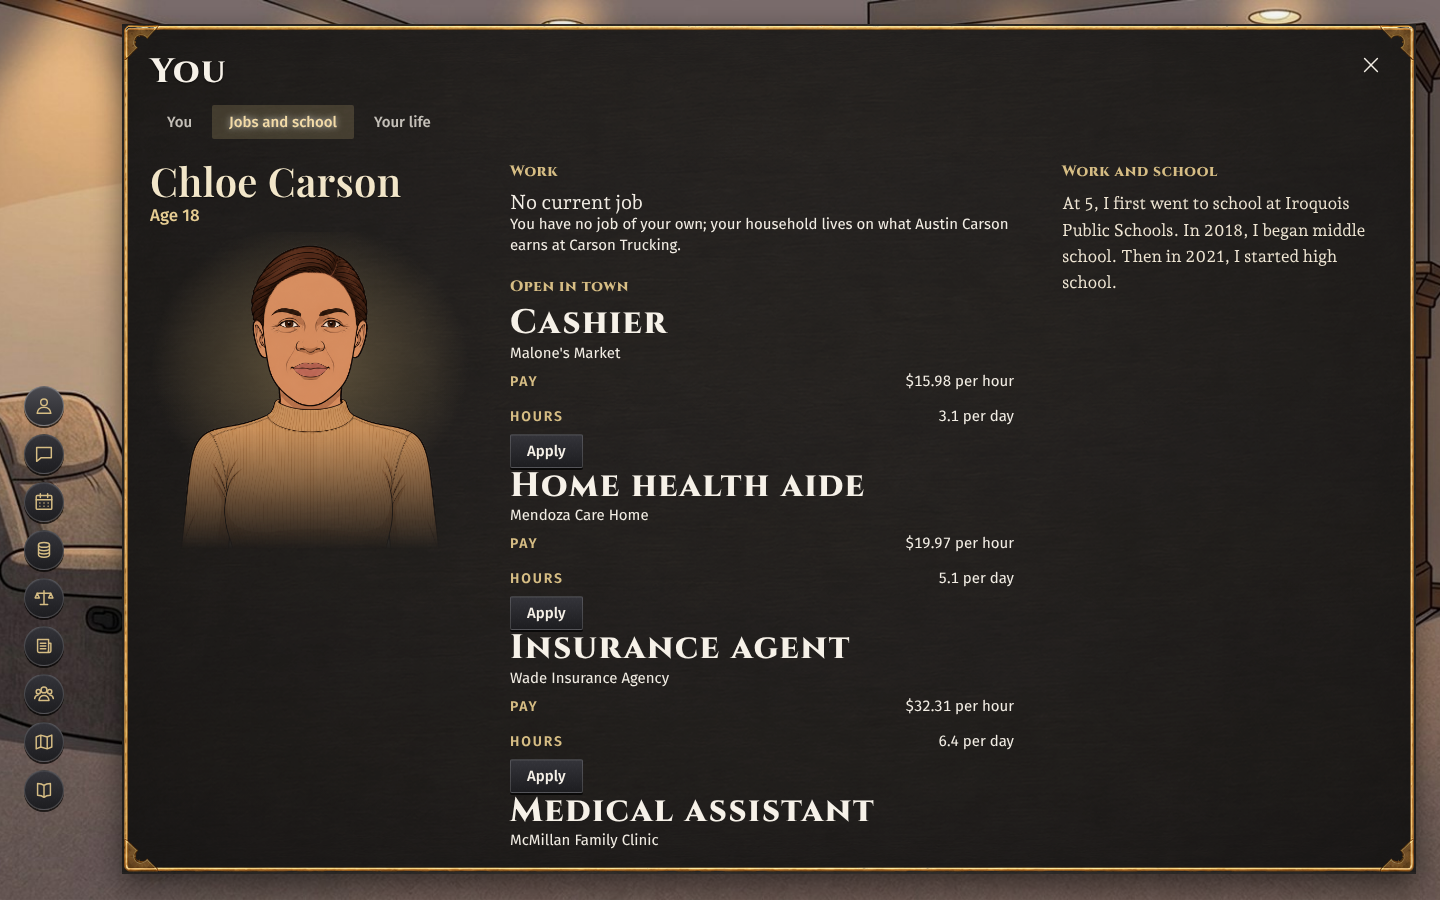 You
You
Jobs and school
Your life
Chloe Carson
Age 18
Work
No current job
You have no job of your own; your household lives on what Austin Carson
earns at Carson Trucking.
Open in town
Cashier
Malone's Market
PAY
$15.98 per hour
HOURS
3.1 per day
Apply
Home health aide
Mendoza Care Home
PAY
$19.97 per hour
HOURS
5.1 per day
Apply
Insurance agent
Wade Insurance Agency
PAY
$32.31 per hour
HOURS
6.4 per day
Apply
Medical assistant
McMillan Family Clinic
Work and school
At 5, I first went to school at Iroquois
Public Schools. In 2018, I began middle
school. Then in 2021, I started high
school.